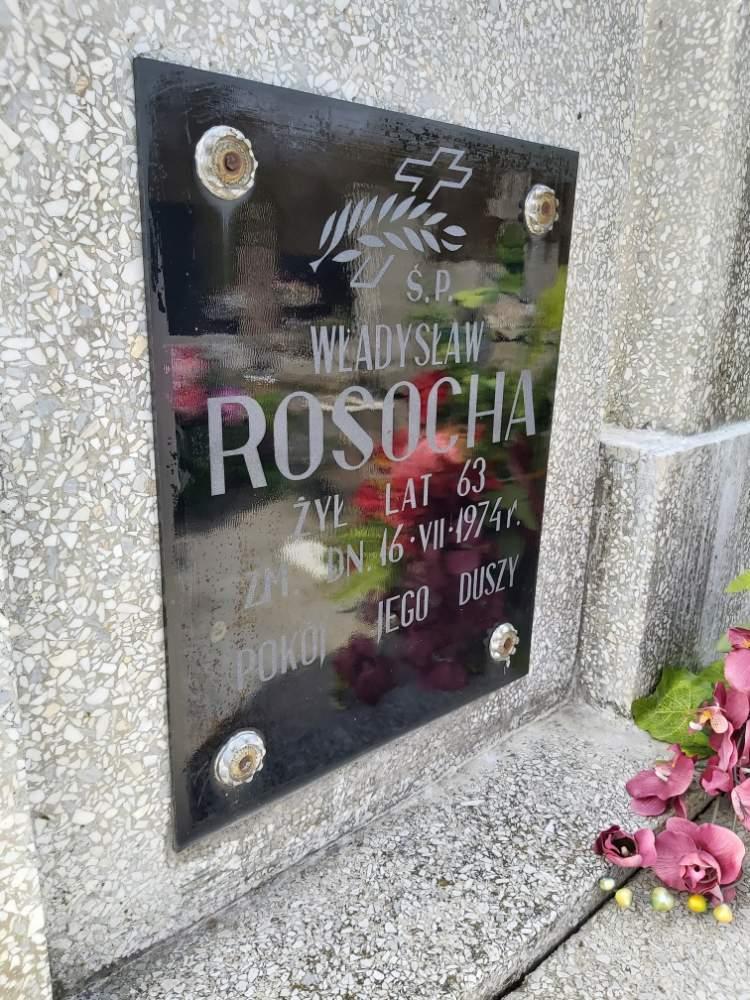 Ś.P.
WŁADYSŁAW
ROSOCHA
ŻYŁ LAT 63
ZM. DN. 16·VII·1974 r.
POKÓJ JEGO DUSZY